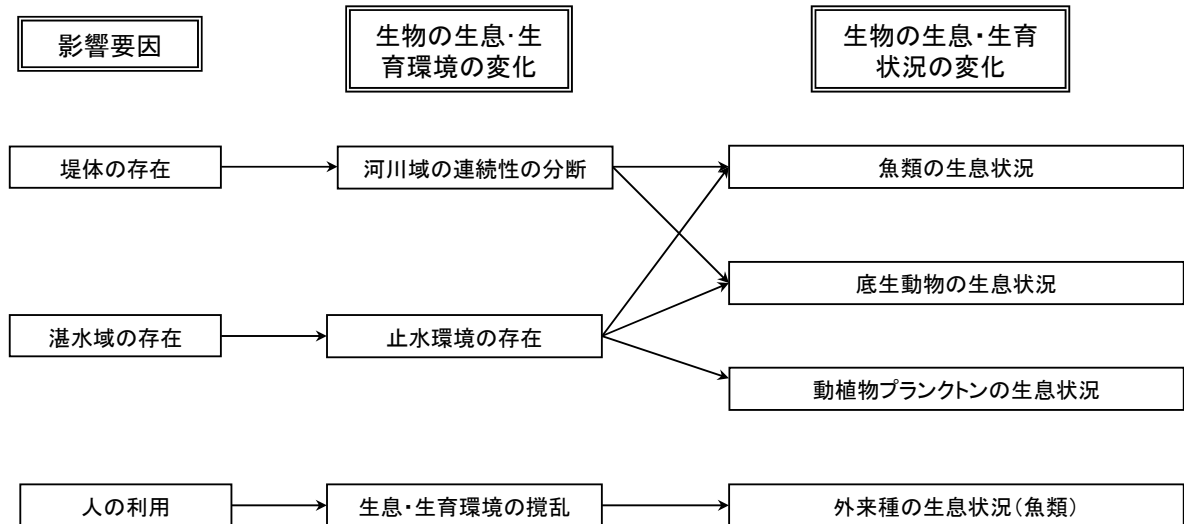 影響要因
生物の生息･生
育環境の変化
生物の生息・生育
状況の変化
堤体の存在
河川域の連続性の分断
魚類の生息状況
底生動物の生息状況
湛水域の存在
止水環境の存在
動植物プランクトンの生息状況
人の利用
生息・生育環境の撹乱
外来種の生息状況(魚類)